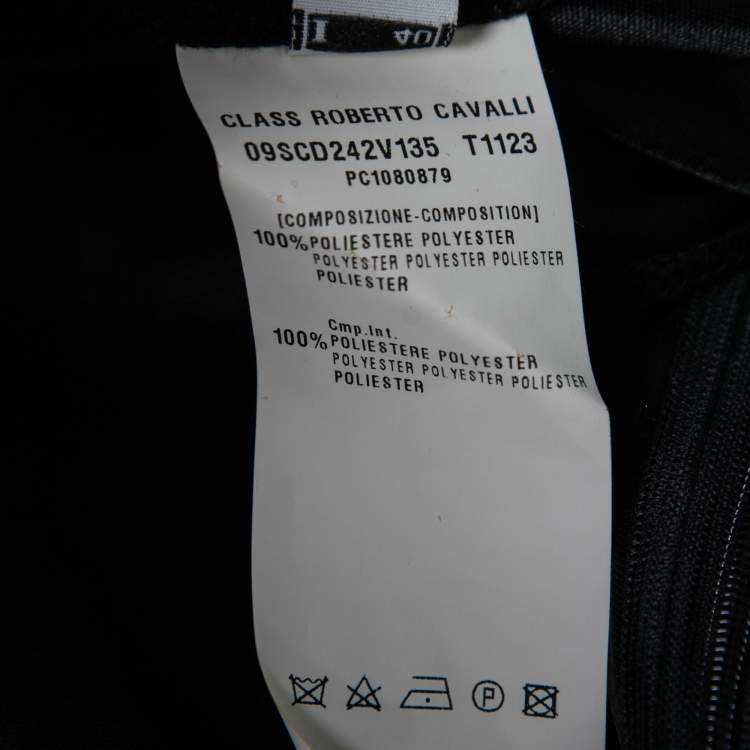 CLASS ROBERTO CAVALLI
09SCD242V135 T1123
PC1080879
[COMPOSIZIONE-COMPOSITION]
100%POLIESTERE POLYESTER
POLYESTER POLYESTER POLIESTER
POLIESTER
Cmp.Int.
100%POLIESTERE POLYESTER
POLYESTER POLYESTER POLIESTER
POLIESTER
P